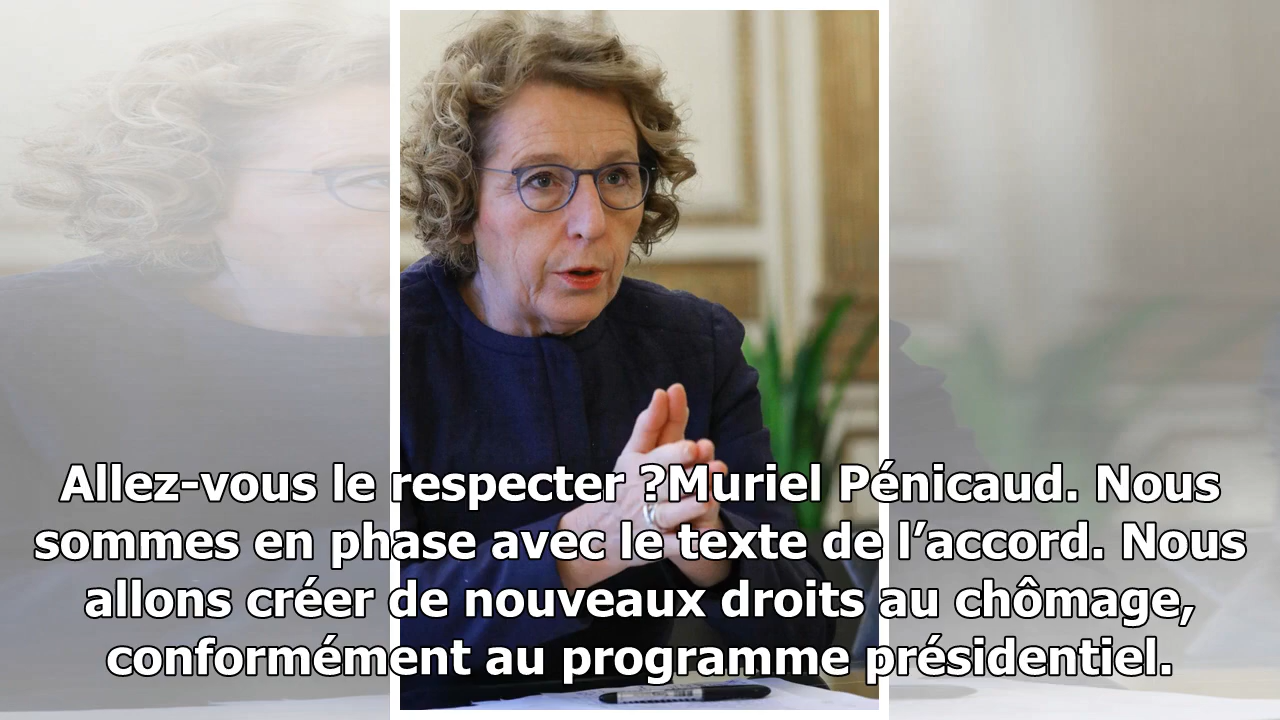 Allez-vous le respecter ?Muriel Pénicaud. Nous
sommes en phase avec le texte de l’accord. Nous
allons créer de nouveaux droits au chômage,
conformément au programme présidentiel.